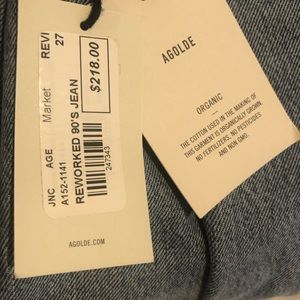 REVI
27
$218.00
Market
REWORKED 90'S JEAN
247343
JNC AGE
A152-1141
AGOLDE.COM
AGOLDE
ORGANIC
THE COTTON USED IN THE MAKING OF
THIS GARMENT IS ORGANICALLY GROWN.
NO FERTILIZERS, NO PESTICIDES
AND NON GMO.